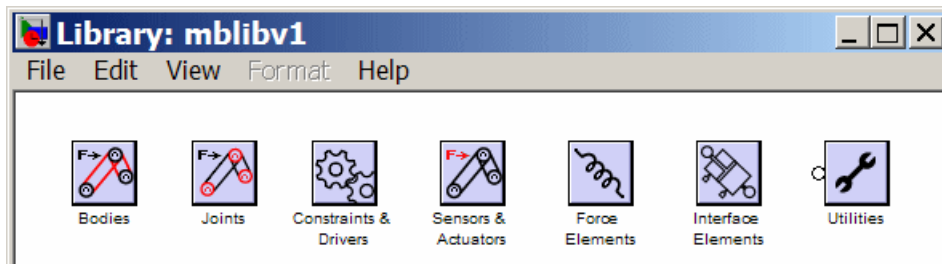 Library: mblibv1
File Edit View Format Help
F→ F→ F→
Bodies Joints Constraints & Sensors & Force Interface Utilities
Drivers Actuators Elements Elements